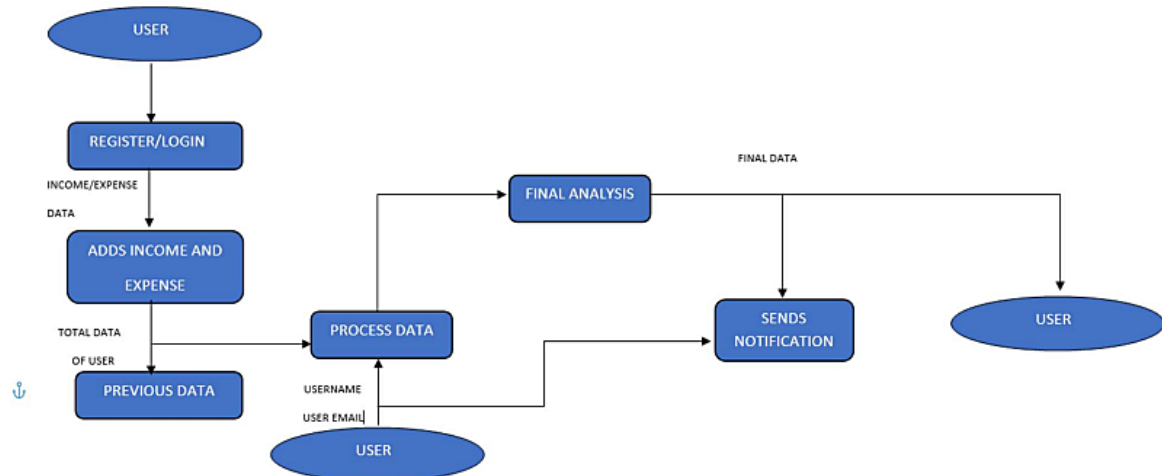 USER
REGISTER/LOGIN
INCOME/EXPENSE
DATA
ADDS INCOME AND
EXPENSE
TOTAL DATA
OF USER
PREVIOUS DATA
PROCESS DATA
USERNAME
USER EMAIL
USER
FINAL ANALYSIS
FINAL DATA
SENDS
NOTIFICATION
USER